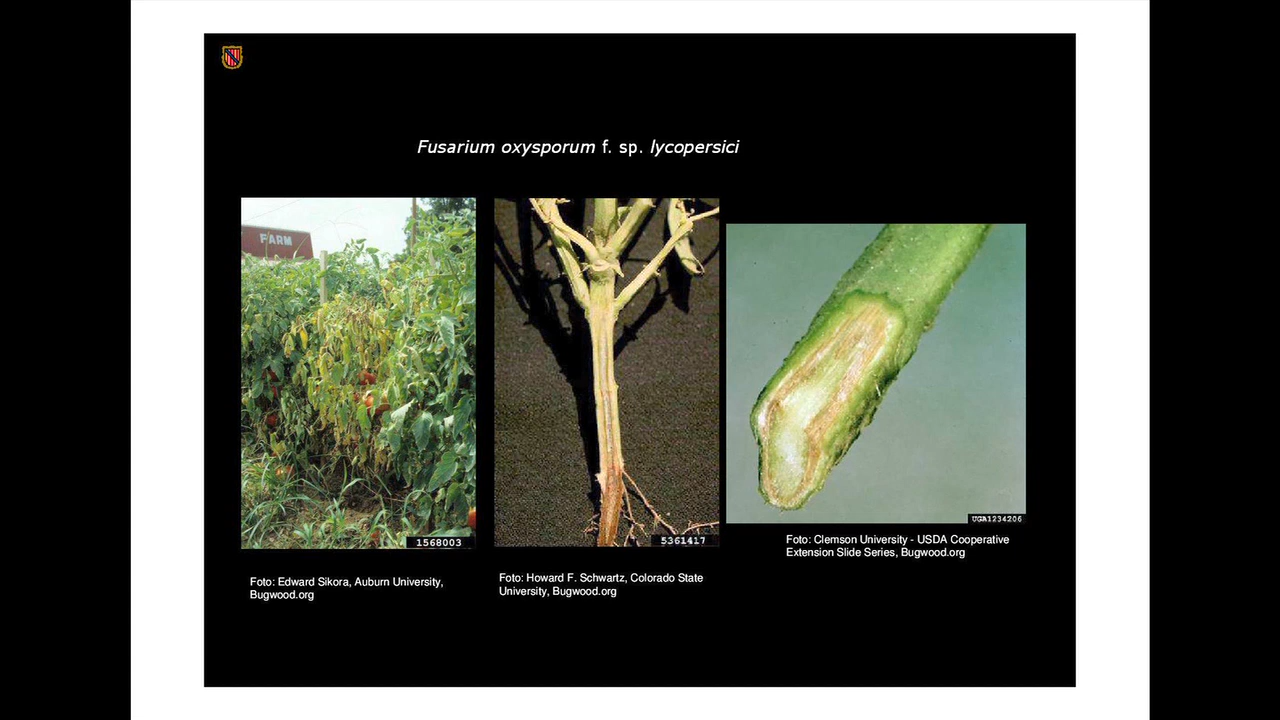 Fusarium oxysporum f. sp. lycopersici
FARM
1568003
5361417
UGA1234206
Foto: Edward Sikora, Auburn University,
Bugwood.org
Foto: Howard F. Schwartz, Colorado State
University, Bugwood.org
Foto: Clemson University - USDA Cooperative
Extension Slide Series, Bugwood.org